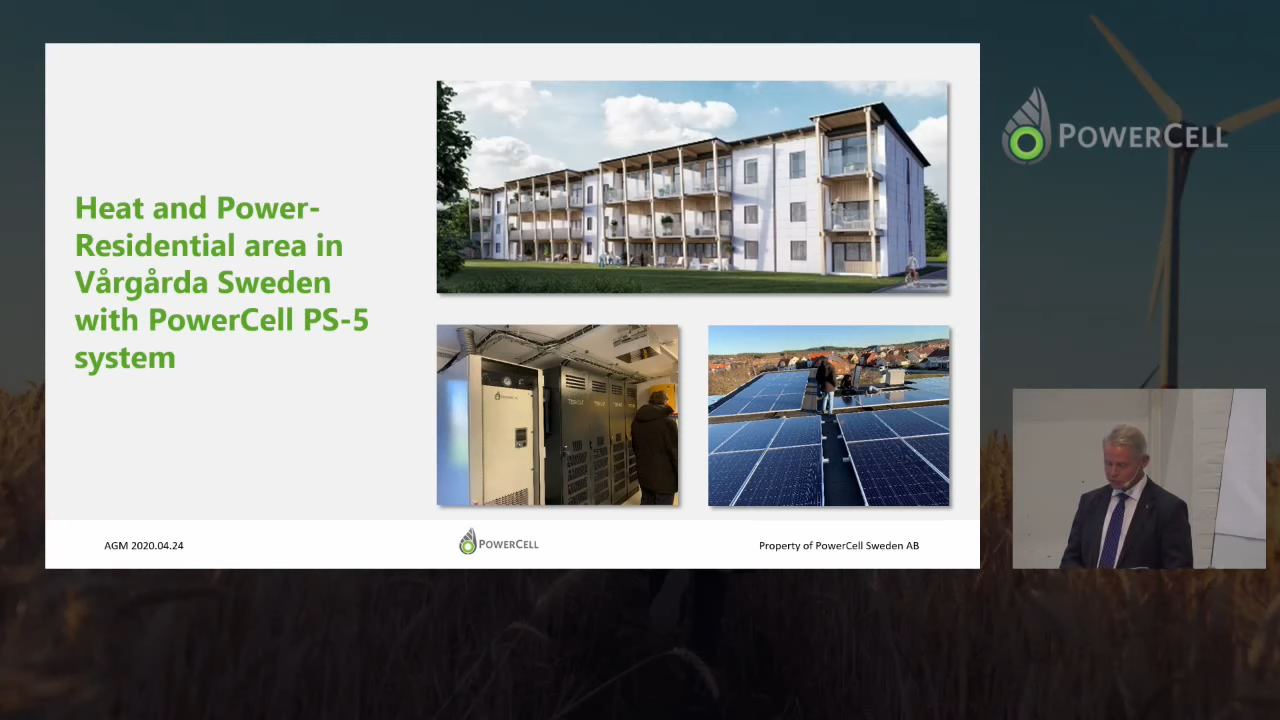 Heat and Power-
Residential area in
Vårgårda Sweden
with PowerCell PS-5
system
POWERCELL
AGM 2020.04.24
POWERCELL
Property of PowerCell Sweden AB